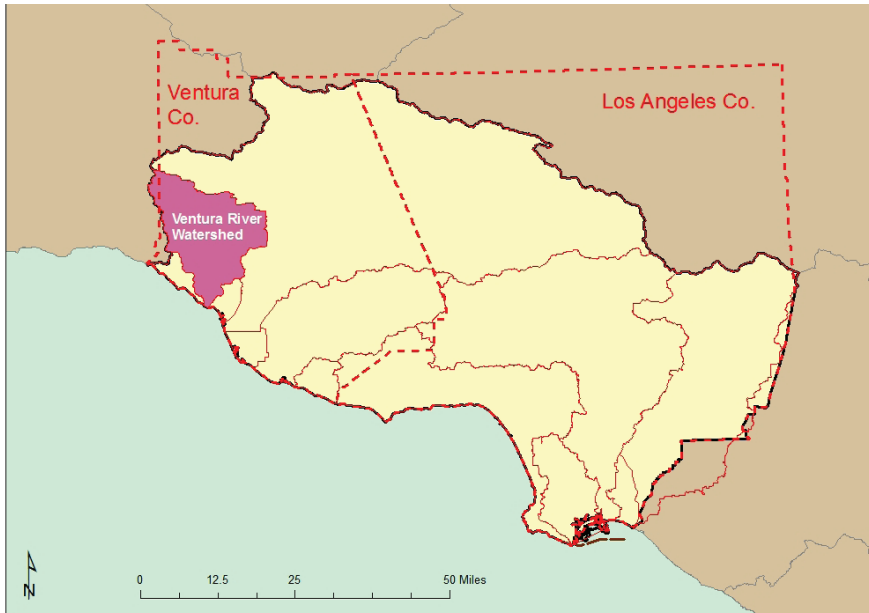 Ventura
Co.
Los Angeles Co.
Ventura River
Watershed
N
0 12.5 25 50 Miles